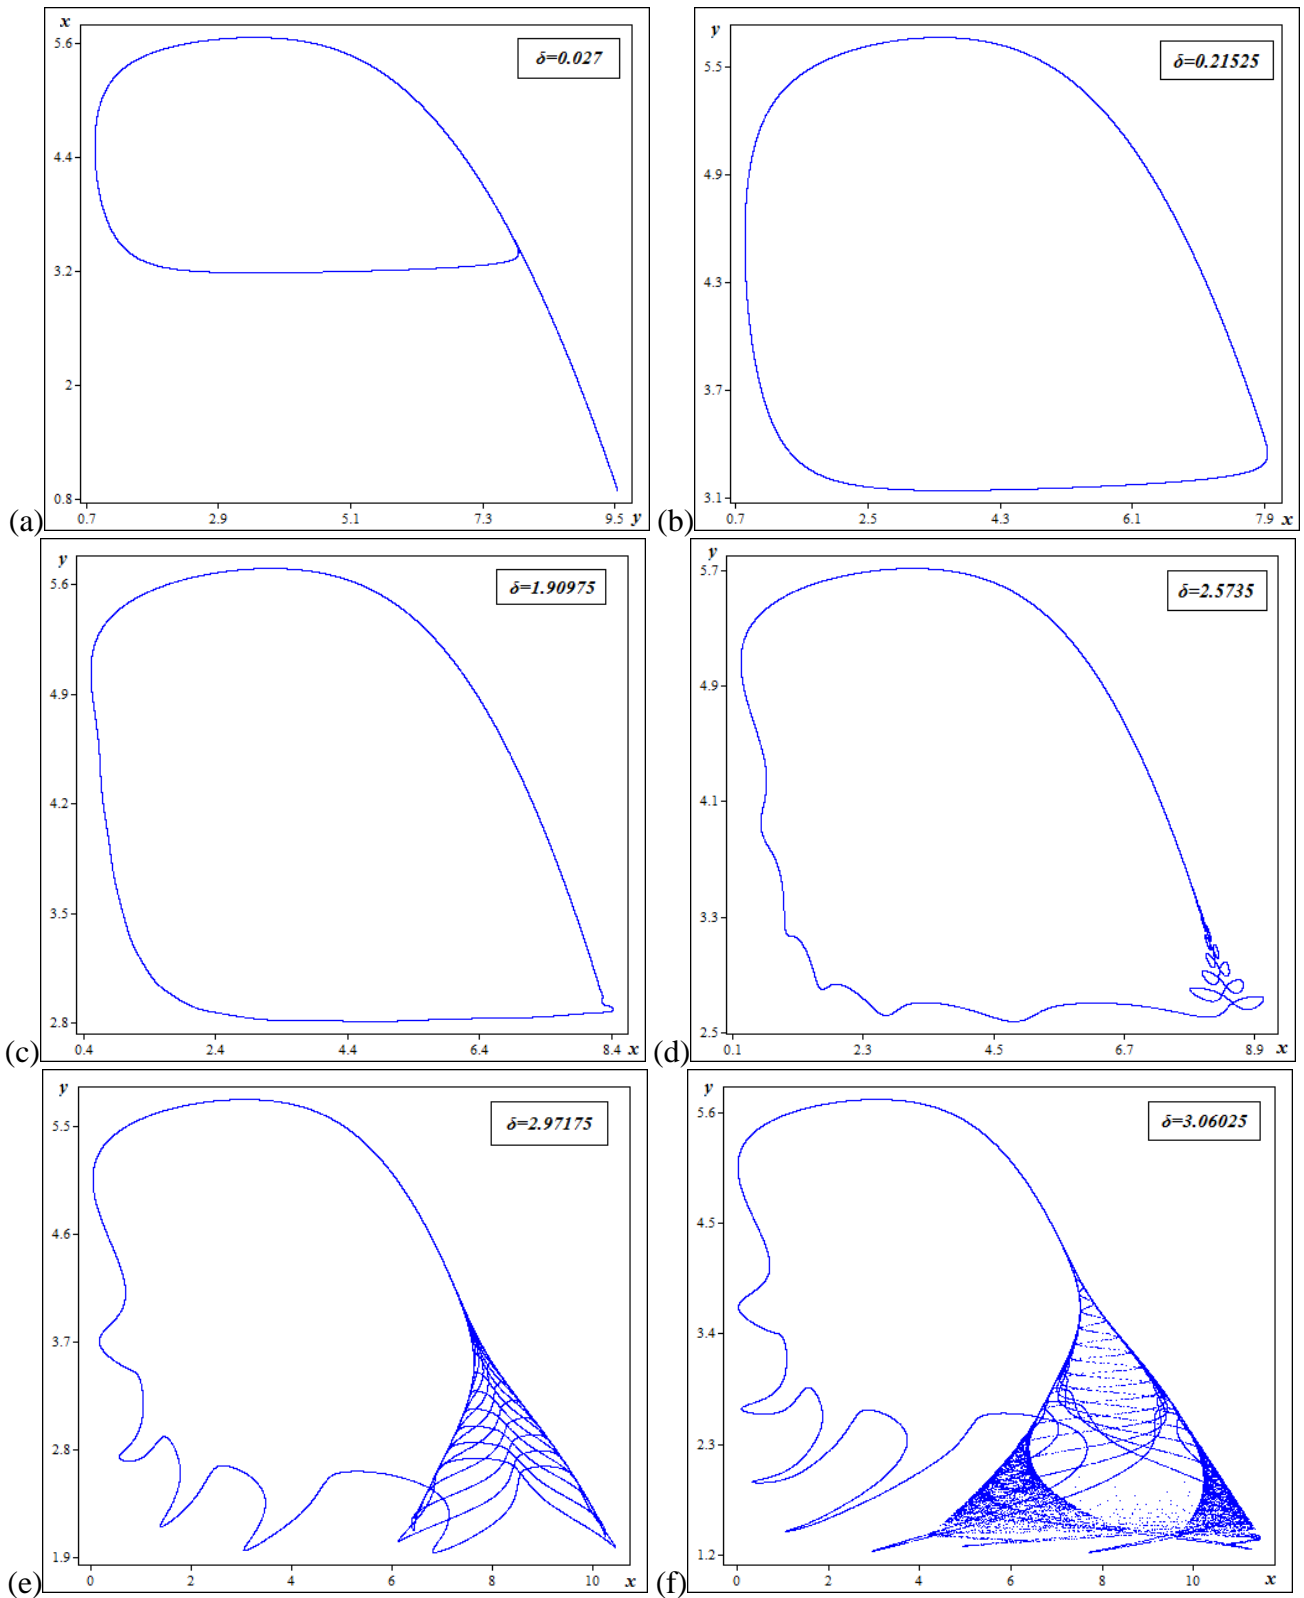 x
δ=0.027
5.6
4.4
3.2
2
0.8
0.7 2.9 5.1 7.3 9.5 y
(a)
y
δ=0.21525
5.5
4.9
4.3
3.7
3.1
0.7 2.5 4.3 6.1 7.9 x
(b)
y
δ=1.90975
5.6
4.9
4.2
3.5
2.8
0.4 2.4 4.4 6.4 8.4 x
(c)
y
δ=2.5735
5.7
4.9
4.1
3.3
2.5
0.1 2.3 4.5 6.7 8.9 x
(d)
y
δ=2.97175
5.5
4.6
3.7
2.8
1.9
0 2 4 6 8 10 x
(e)
y
δ=3.06025
5.6
4.5
3.4
2.3
1.2
0 2 4 6 8 10 x
(f)